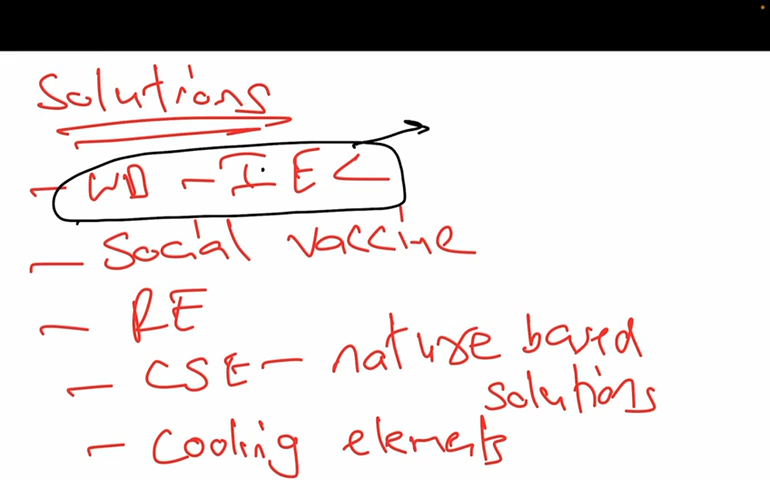 Solutions
- WD - IEC
- Social vaccine
- RE
- CSE - nature based
solutions
- Cooling elements